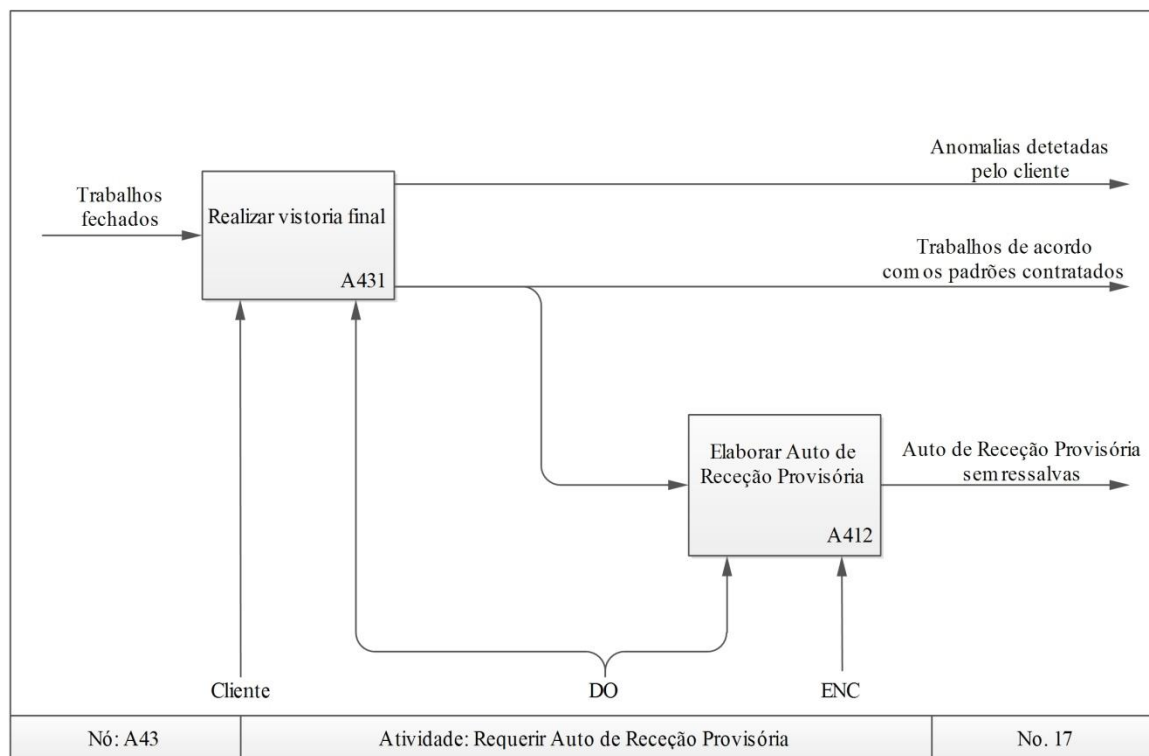 Anomalias detetadas
pelo cliente
Trabalhos
fechados
Realizar vistoria final
A431
Trabalhos de acordo
com os padrões contratados
Elaborar Auto de
Receção Provisória
A412
Auto de Receção Provisória
sem ressalvas
Cliente
DO
ENC
Nó: A43
Atividade: Requerir Auto de Receção Provisória
No. 17